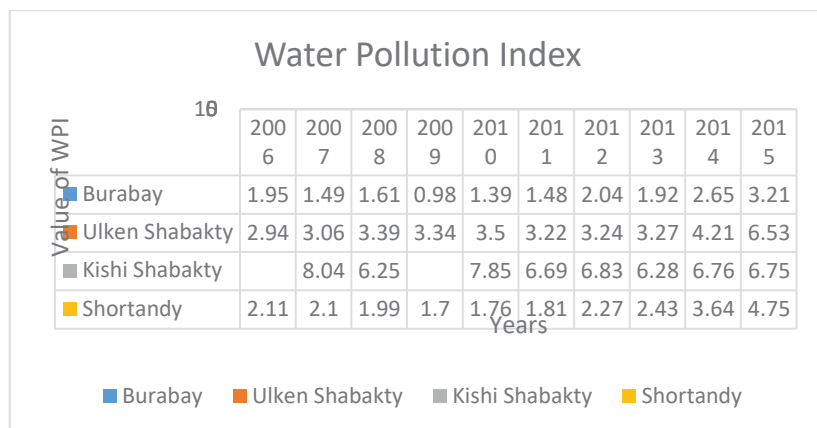 Water Pollution Index
Value of WPI
2006 2007 2008 2009 2010 2011 2012 2013 2014 2015
Burabay 1.95 1.49 1.61 0.98 1.39 1.48 2.04 1.92 2.65 3.21
Ulken Shabakty 2.94 3.06 3.39 3.34 3.5 3.22 3.24 3.27 4.21 6.53
Kishi Shabakty 8.04 6.25 7.85 6.69 6.83 6.28 6.76 6.75
Shortandy 2.11 2.1 1.99 1.7 1.76 1.81 2.27 2.43 3.64 4.75
Years
Burabay Ulken Shabakty Kishi Shabakty Shortandy